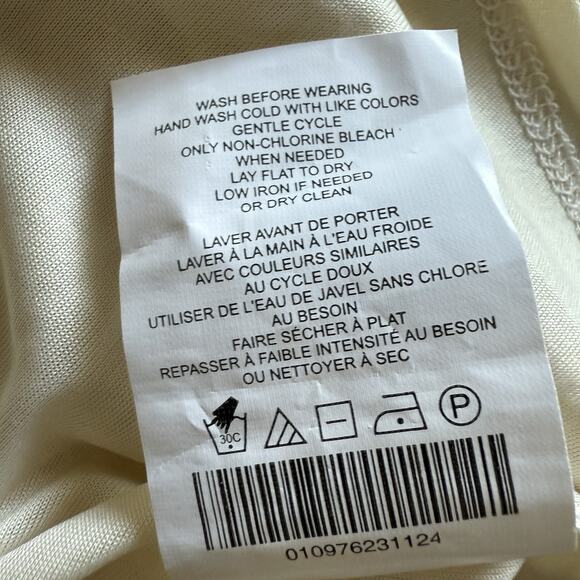 WASH BEFORE WEARING
HAND WASH COLD WITH LIKE COLORS
GENTLE CYCLE
ONLY NON-CHLORINE BLEACH
WHEN NEEDED
LAY FLAT TO DRY
LOW IRON IF NEEDED
OR DRY CLEAN
LAVER AVANT DE PORTER
LAVER À LA MAIN À L'EAU FROIDE
AVEC COULEURS SIMILAIRES
AU CYCLE DOUX
UTILISER DE L'EAU DE JAVEL SANS CHLORE
AU BESOIN
FAIRE SÉCHER À PLAT
REPASSER À FAIBLE INTENSITÉ AU BESOIN
OU NETTOYER À SEC
30C P
010976231124